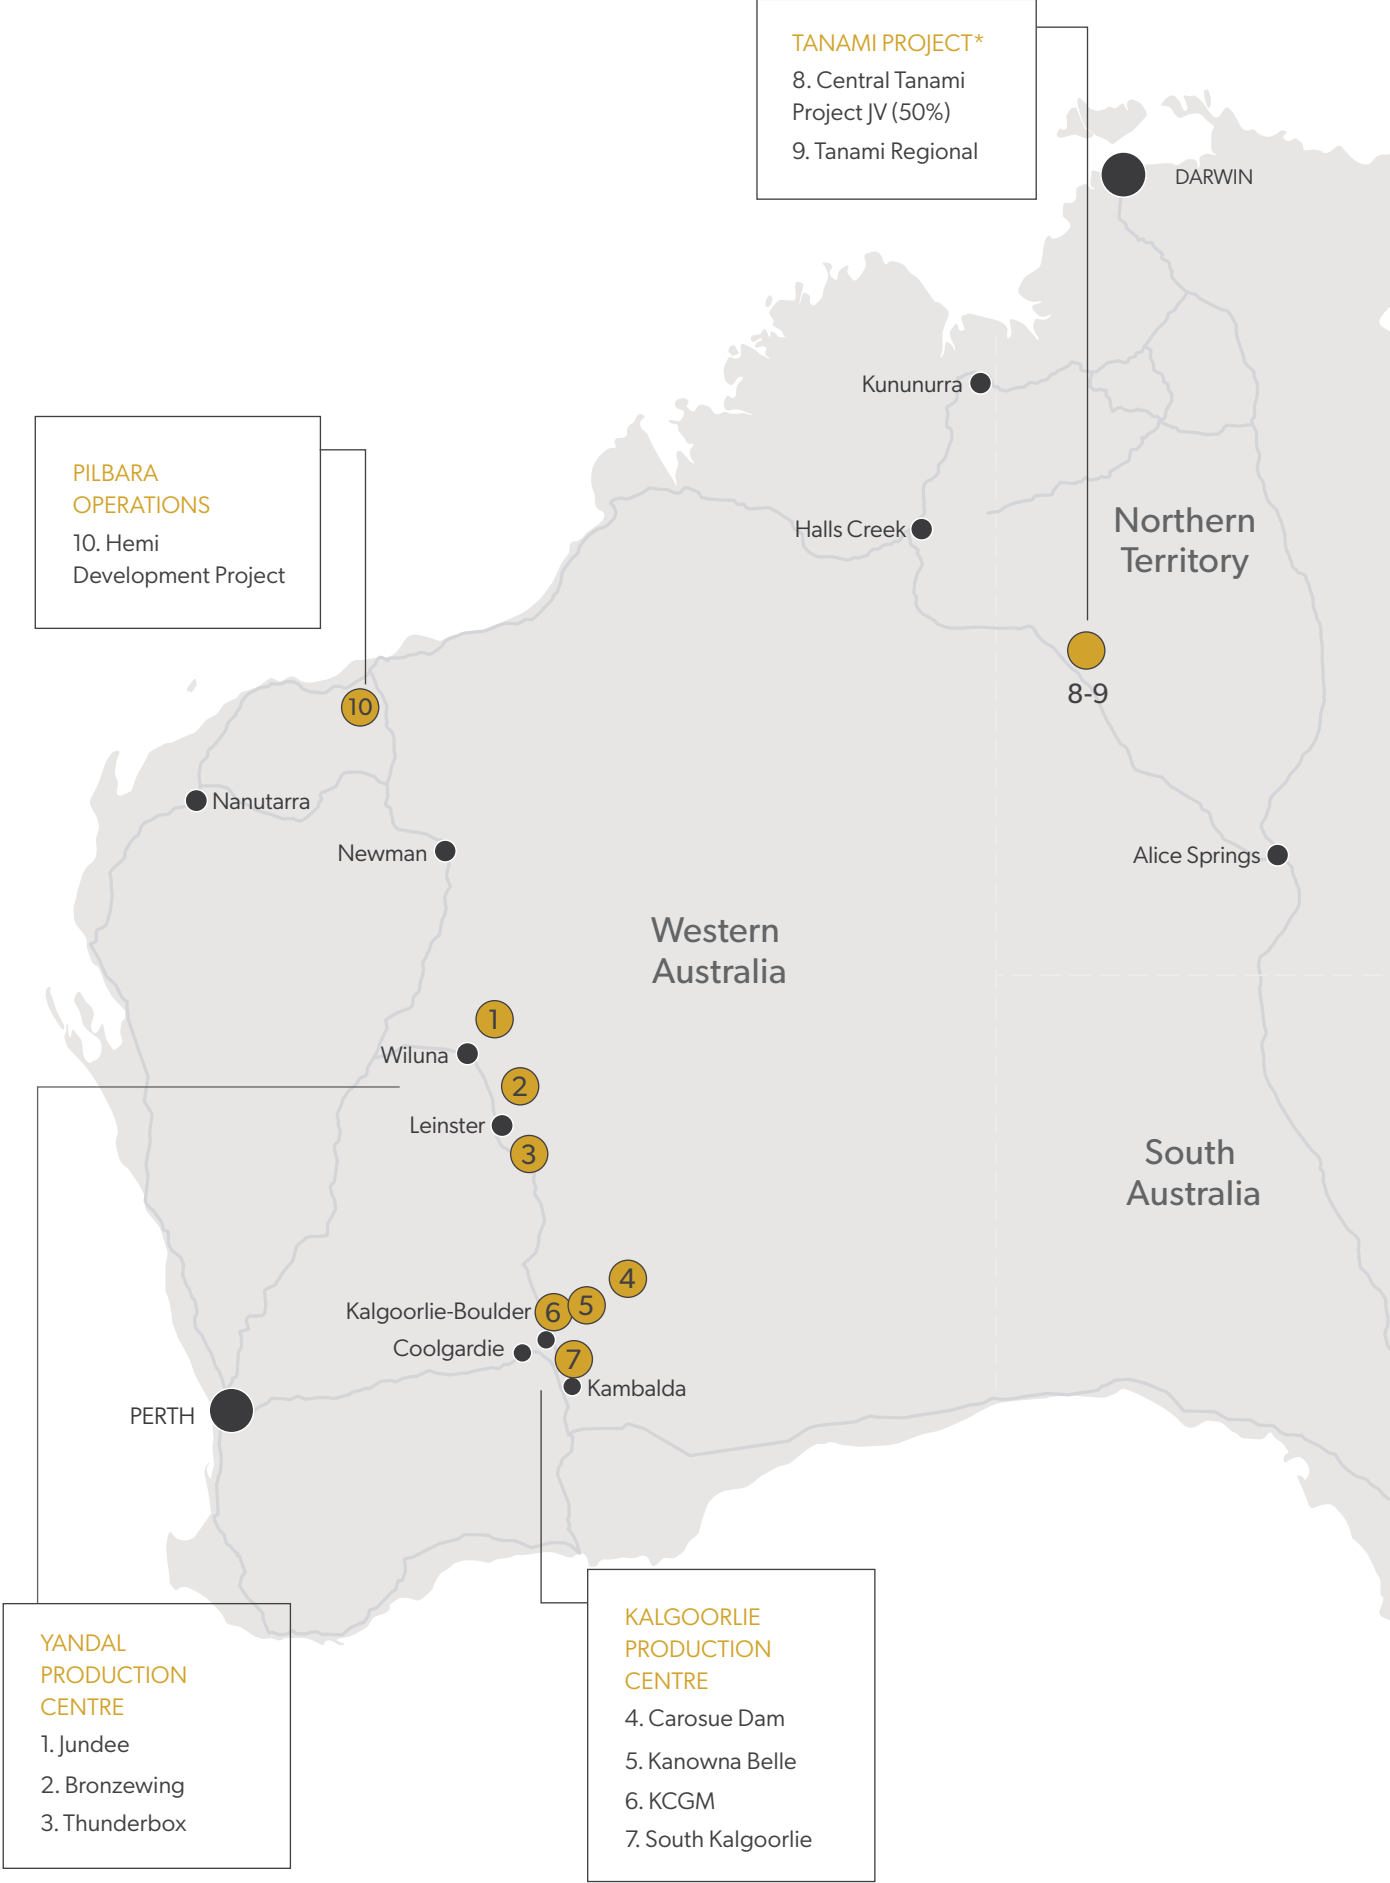 TANAMI PROJECT*
8. Central Tanami
Project JV (50%)
9. Tanami Regional
DARWIN
Kununurra
PILBARA
OPERATIONS
10. Hemi
Development Project
Halls Creek
Northern
Territory
8-9
10
Nanutarra
Newman
Alice Springs
Western
Australia
1
Wiluna
2
Leinster
3
South
Australia
4
5
6
Kalgoorlie-Boulder
Coolgardie
7
Kambalda
PERTH
YANDAL
PRODUCTION
CENTRE
1. Jundee
2. Bronzewing
3. Thunderbox
KALGOORLIE
PRODUCTION
CENTRE
4. Carosue Dam
5. Kanowna Belle
6. KCGM
7. South Kalgoorlie